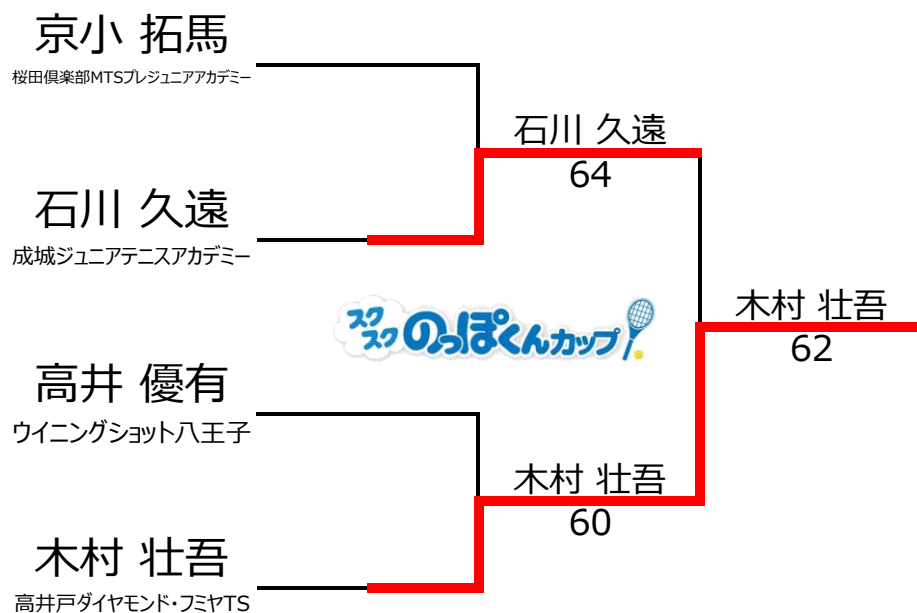 京小 拓馬
桜田倶楽部MTSプレジュニアアカデミー
石川 久遠
64
石川 久遠
成城ジュニアテニスアカデミー
スクスク
のっぽくんカップ
木村 壮吾
62
高井 優有
ウイニングショット八王子
木村 壮吾
60
木村 壮吾
高井戸ダイヤモンド・フミヤTS